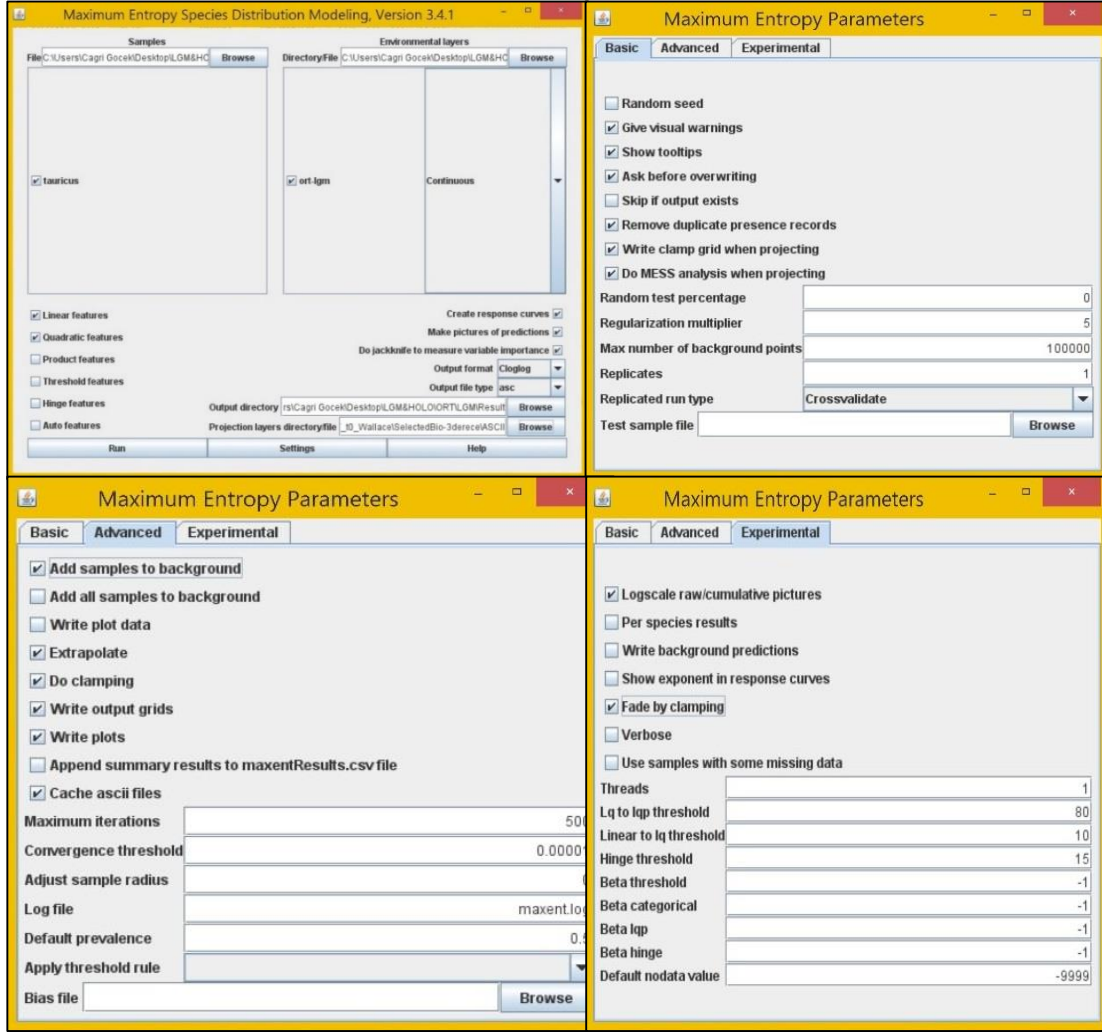 Maximum Entropy Species Distribution Modeling, Version 3.4.1
Samples
Environmental layers
File C:\Users\Cagri Gocek\Desktop\LGM&HO Browse
Directory/File C:\Users\Cagri Gocek\Desktop\LGM&HO Browse
tauricus
ort-lgm
Continuous
Linear features
Quadratic features
Product features
Threshold features
Hinge features
Auto features
Create response curves
Make pictures of predictions
Do jackknife to measure variable importance
Output format Cloglog
Output file type asc
Output directory rs\Cagri Gocek\Desktop\LGM&HOLO\ORT\LGM\Result Browse
Projection layers directory/file _t0_Wallace\SelectedBio-3derece\ASCII Browse
Run Settings Help
Maximum Entropy Parameters
Basic Advanced Experimental
Random seed
Give visual warnings
Show tooltips
Ask before overwriting
Skip if output exists
Remove duplicate presence records
Write clamp grid when projecting
Do MESS analysis when projecting
Random test percentage 0
Regularization multiplier 5
Max number of background points 100000
Replicates 1
Replicated run type Crossvalidate
Test sample file Browse
Maximum Entropy Parameters
Basic Advanced Experimental
Add samples to background
Add all samples to background
Write plot data
Extrapolate
Do clamping
Write output grids
Write plots
Append summary results to maxentResults.csv file
Cache ascii files
Maximum iterations 500
Convergence threshold 0.00001
Adjust sample radius 0
Log file maxent.log
Default prevalence 0.5
Apply threshold rule
Bias file Browse
Maximum Entropy Parameters
Basic Advanced Experimental
Logscale raw/cumulative pictures
Per species results
Write background predictions
Show exponent in response curves
Fade by clamping
Verbose
Use samples with some missing data
Threads 1
Lq to lqp threshold 80
Linear to lq threshold 10
Hinge threshold 15
Beta threshold -1
Beta categorical -1
Beta lqp -1
Beta hinge -1
Default nodata value -9999